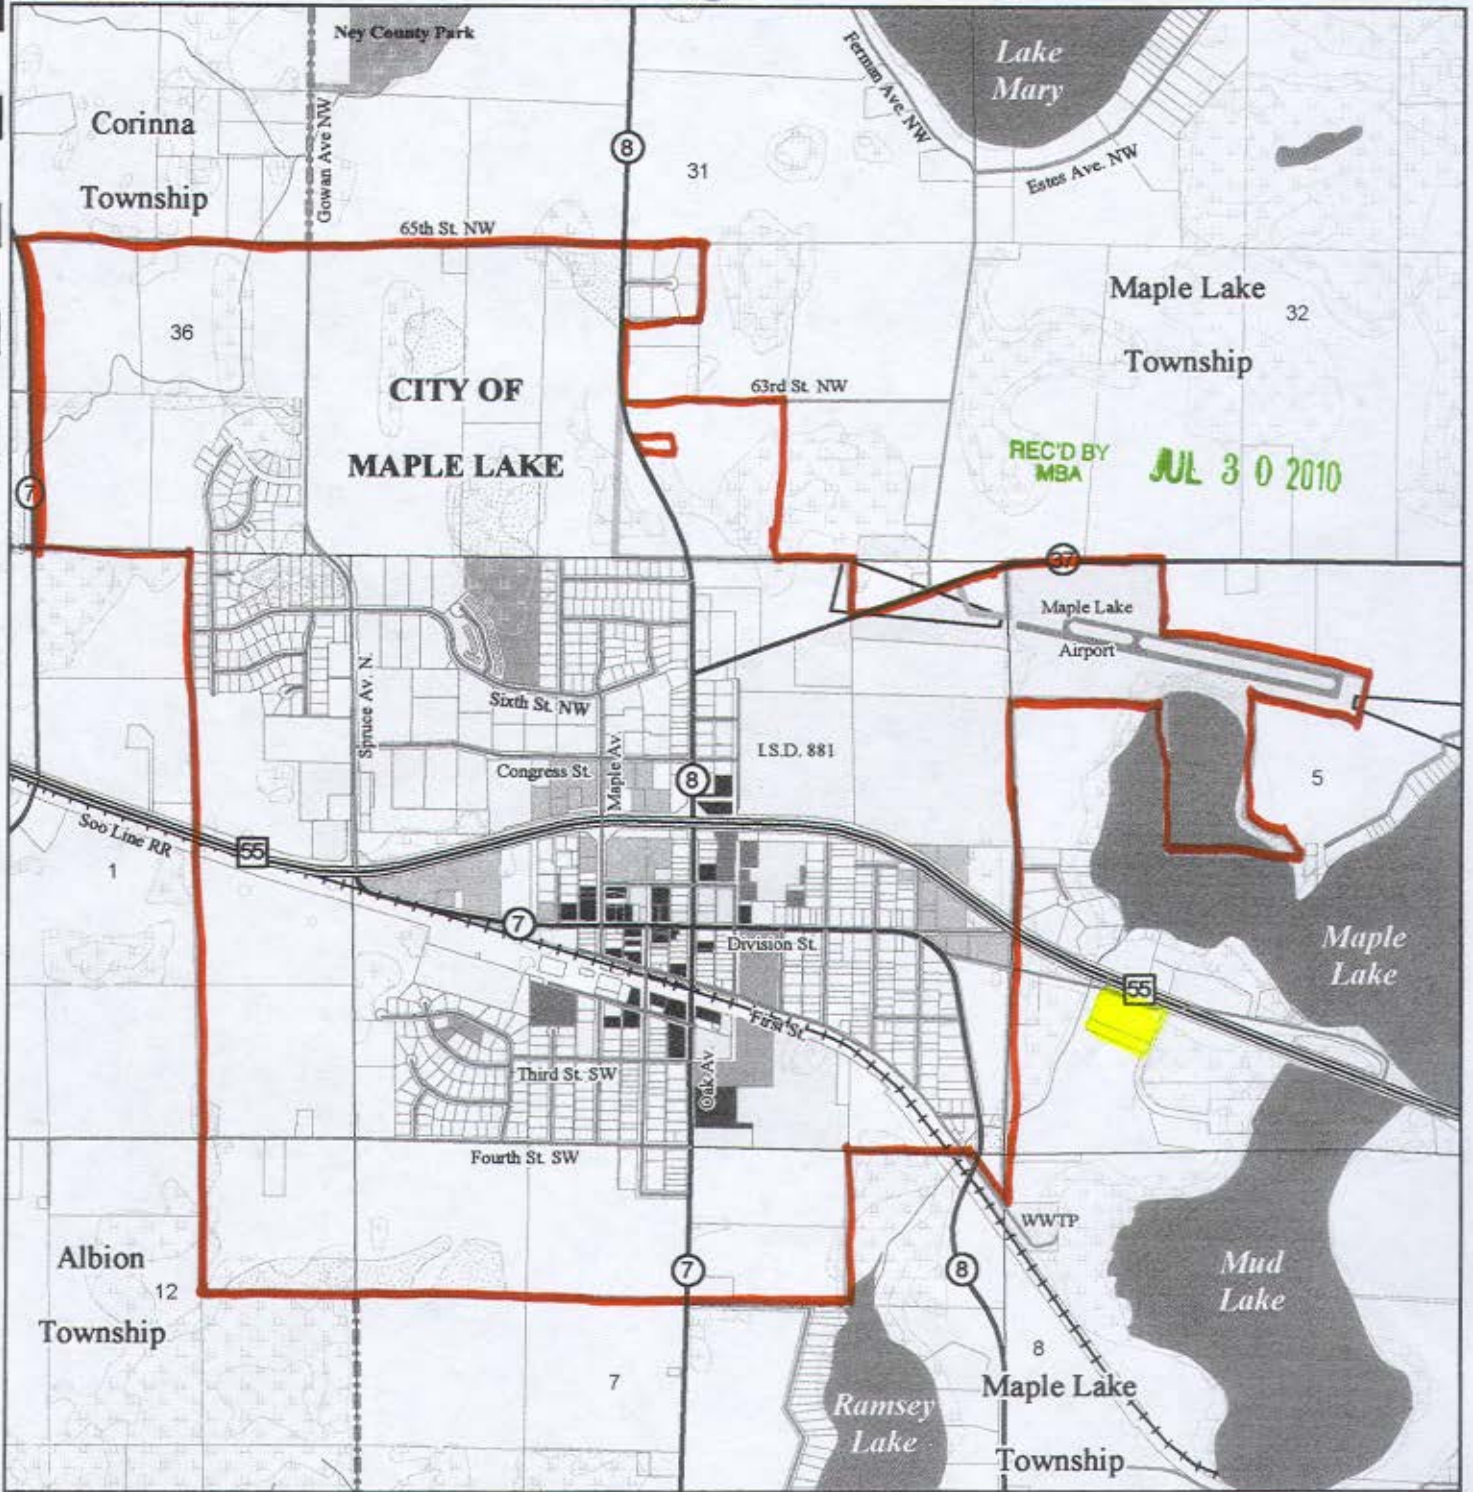 Ney County Park
Lake
Mary
Ferman Ave. NW
Corinna
Township
Gowan Ave NW
8
31
Estes Ave. NW
65th St. NW
Maple Lake
Township
32
36
CITY OF
MAPLE LAKE
63rd St. NW
REC'D BY
MBA
JUL 30 2010
7
37
Maple Lake
Airport
Spruce Av. N.
Sixth St. NW
Maple Av.
Congress St.
8
I.S.D. 881
5
Soo Line RR
55
1
7
Division St.
Maple
Lake
55
First St.
Third St. SW
Oak Av.
Fourth St. SW
WWTP
Albion
Township
12
7
8
Mud
Lake
7
8
Maple Lake
Township
Ramsey
Lake